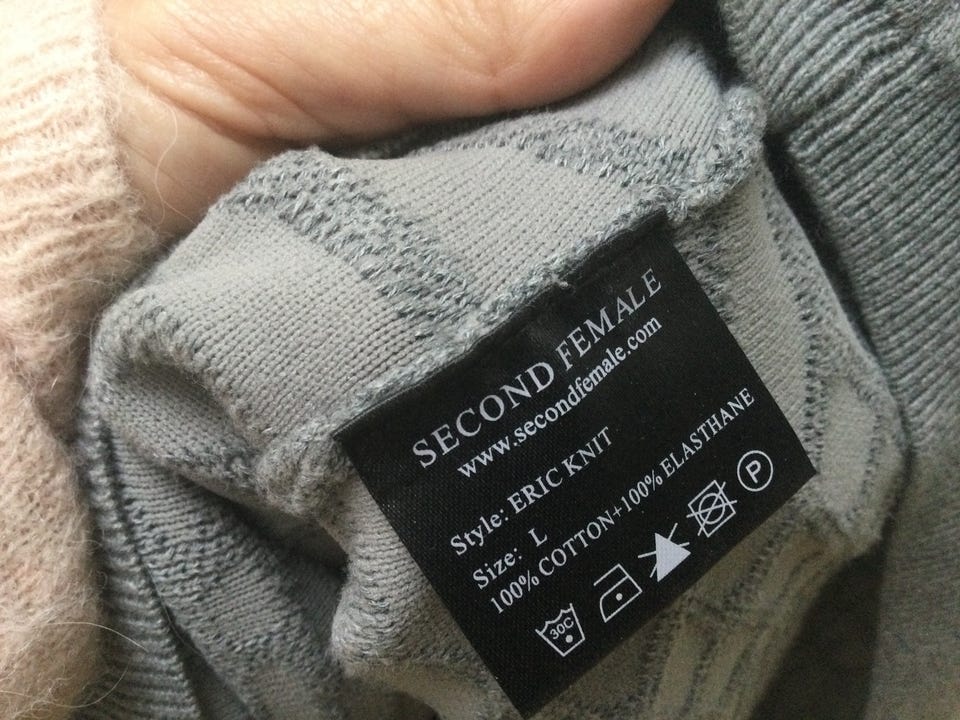 SECOND FEMALE
www.secondfemale.com
Style: ERIC KNIT
Size: L
100% COTTON+100% ELASTHANE
30C P